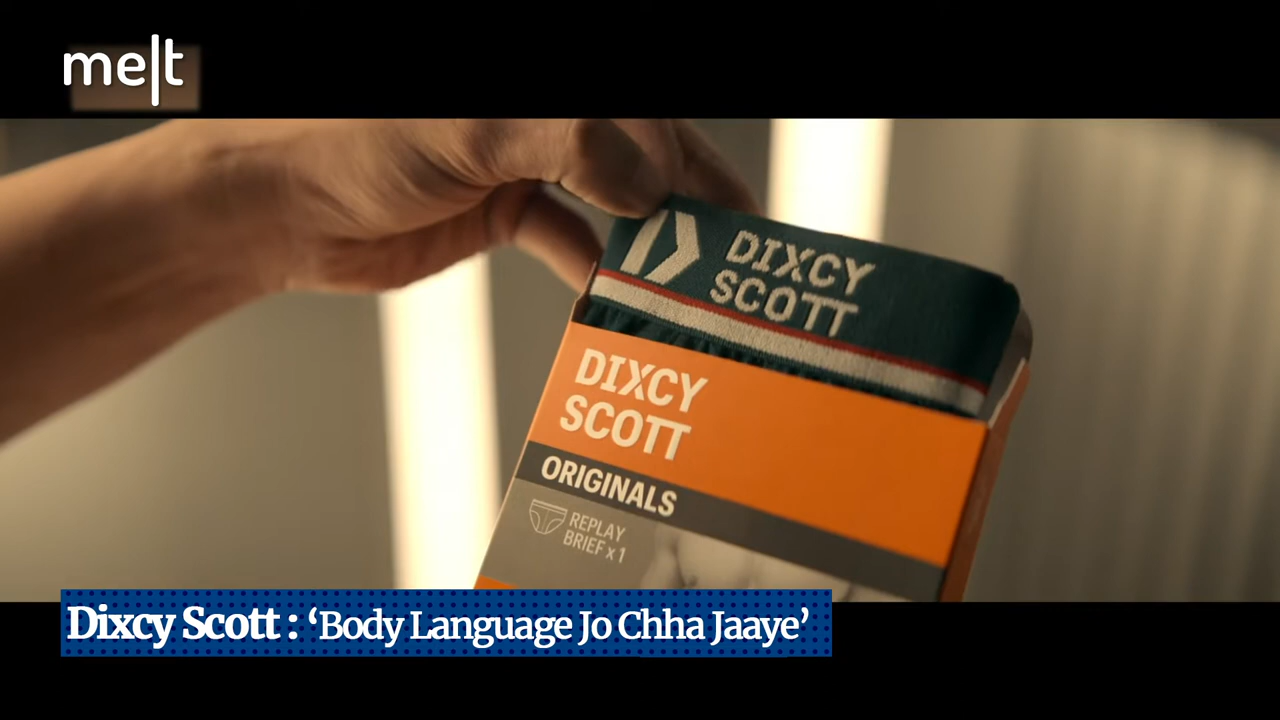 melt
DIXCY
SCOTT
DIXCY
SCOTT
ORIGINALS
REPLAY
BRIEF x 1
Dixcy Scott : ‘Body Language Jo Chha Jaaye’